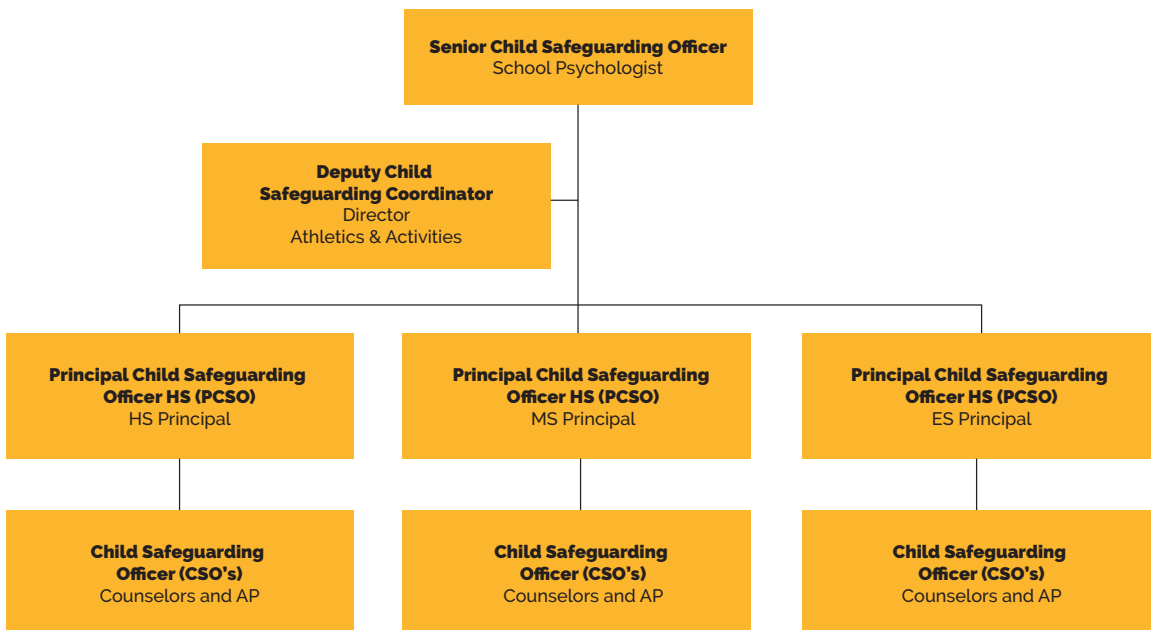 Senior Child Safeguarding Officer
School Psychologist
Deputy Child
Safeguarding Coordinator
Director
Athletics & Activities
Principal Child Safeguarding
Officer HS (PCSO)
HS Principal
Principal Child Safeguarding
Officer HS (PCSO)
MS Principal
Principal Child Safeguarding
Officer HS (PCSO)
ES Principal
Child Safeguarding
Officer (CSO’s)
Counselors and AP
Child Safeguarding
Officer (CSO’s)
Counselors and AP
Child Safeguarding
Officer (CSO’s)
Counselors and AP